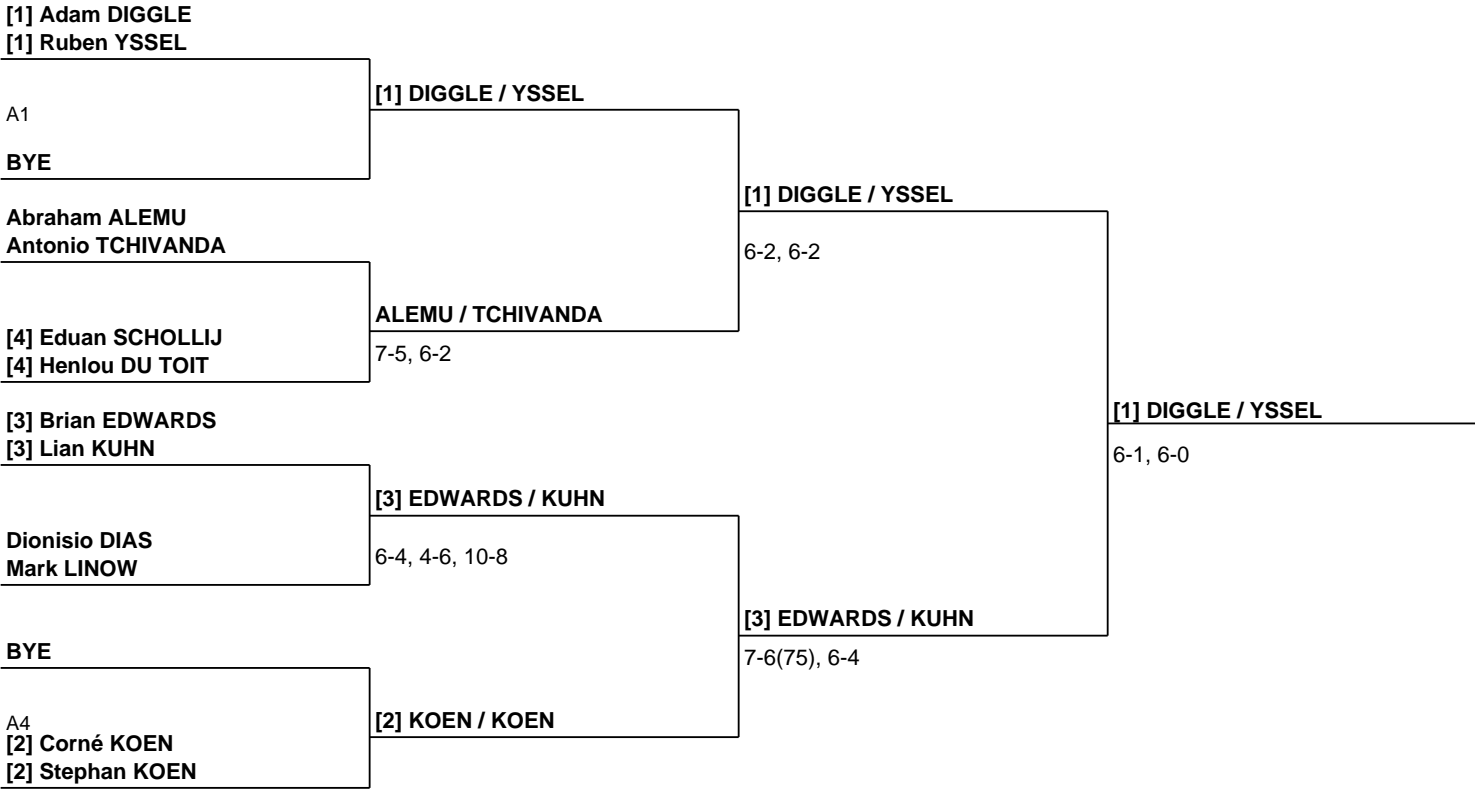 [1] Adam DIGGLE
[1] Ruben YSSEL
A1
BYE
Abraham ALEMU
Antonio TCHIVANDA
[4] Eduan SCHOLLIJ
[4] Henlou DU TOIT
[3] Brian EDWARDS
[3] Lian KUHN
Dionisio DIAS
Mark LINOW
BYE
A4
[2] Corné KOEN
[2] Stephan KOEN
[1] DIGGLE / YSSEL
ALEMU / TCHIVANDA
7-5, 6-2
[3] EDWARDS / KUHN
6-4, 4-6, 10-8
[2] KOEN / KOEN
[1] DIGGLE / YSSEL
6-2, 6-2
[3] EDWARDS / KUHN
7-6(75), 6-4
[1] DIGGLE / YSSEL
6-1, 6-0